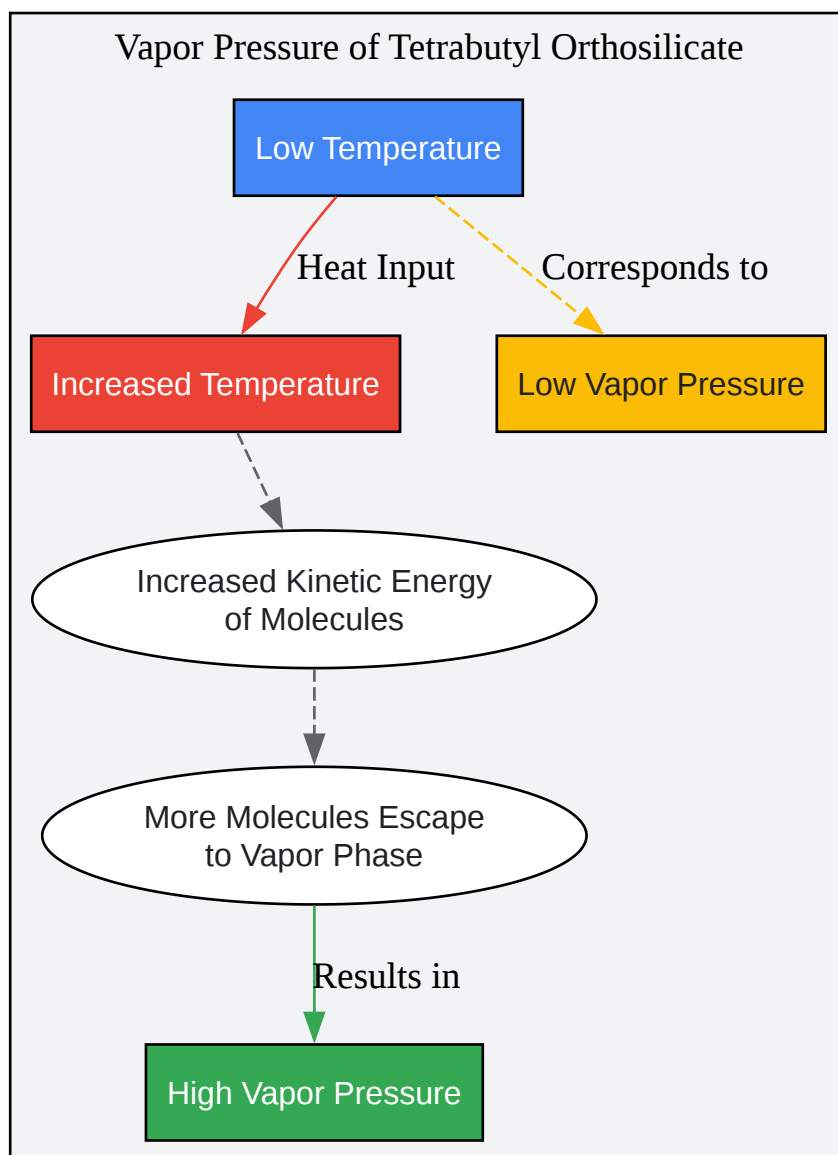 Vapor Pressure of Tetrabutyl Orthosilicate
Low Temperature
Heat Input
Corresponds to
Increased Temperature
Low Vapor Pressure
Increased Kinetic Energy
of Molecules
More Molecules Escape
to Vapor Phase
Results in
High Vapor Pressure